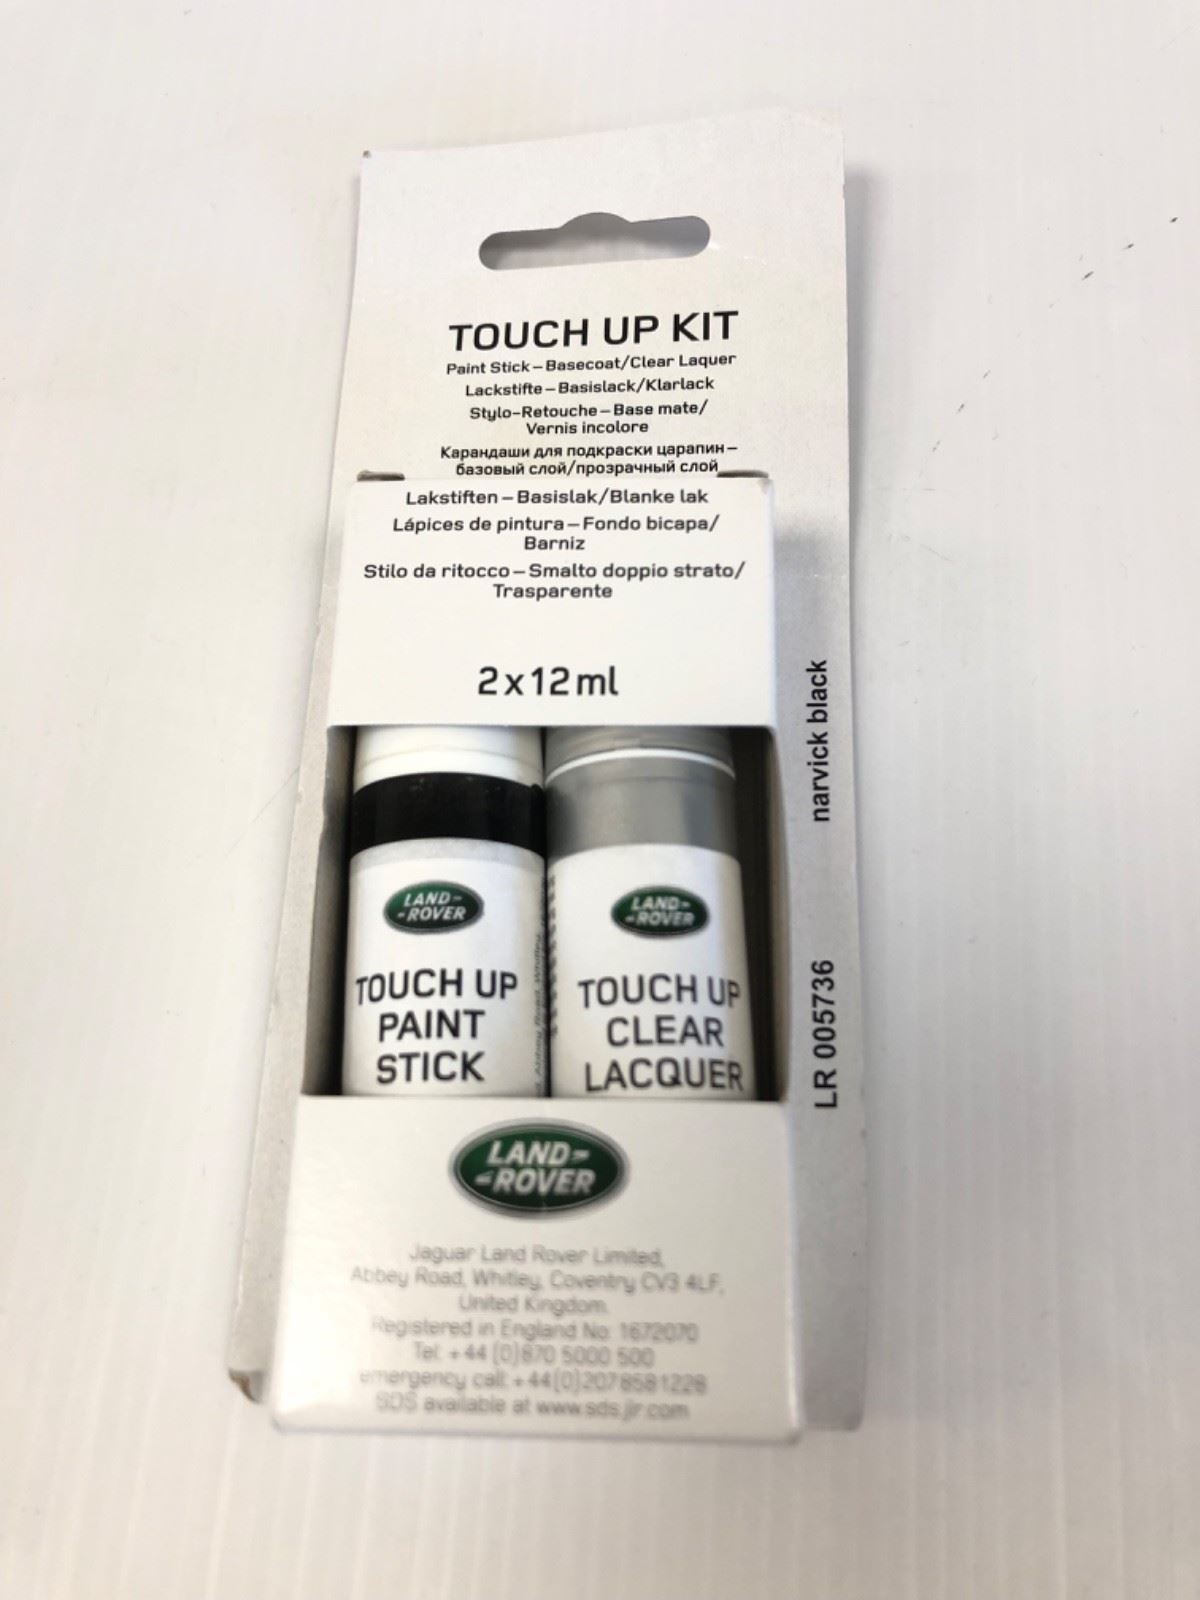 TOUCH UP KIT
Paint Stick – Basecoat/Clear Laquer
Lackstifte – Basislack/Klarlack
Stylo-Retouche – Base mate/
Vernis incolore
Карандаши для подкраски царапин –
базовый слой/прозрачный слой
Lakstiften – Basislak/Blanke lak
Lápices de pintura – Fondo bicapa/
Barniz
Stilo da ritocco – Smalto doppio strato/
Trasparente
2 x 12 ml
narvick black
LR 005736
LAND-
-ROVER
TOUCH UP
PAINT
STICK
LAND-
-ROVER
TOUCH UP
CLEAR
LACQUER
LAND-
-ROVER
Jaguar Land Rover Limited,
Abbey Road, Whitley, Coventry CV3 4LF,
United Kingdom.
Registered in England No: 1672070
Tel: +44 (0)870 5000 500
emergency call: +44(0)2078581228
SDS available at www.sds.jlr.com